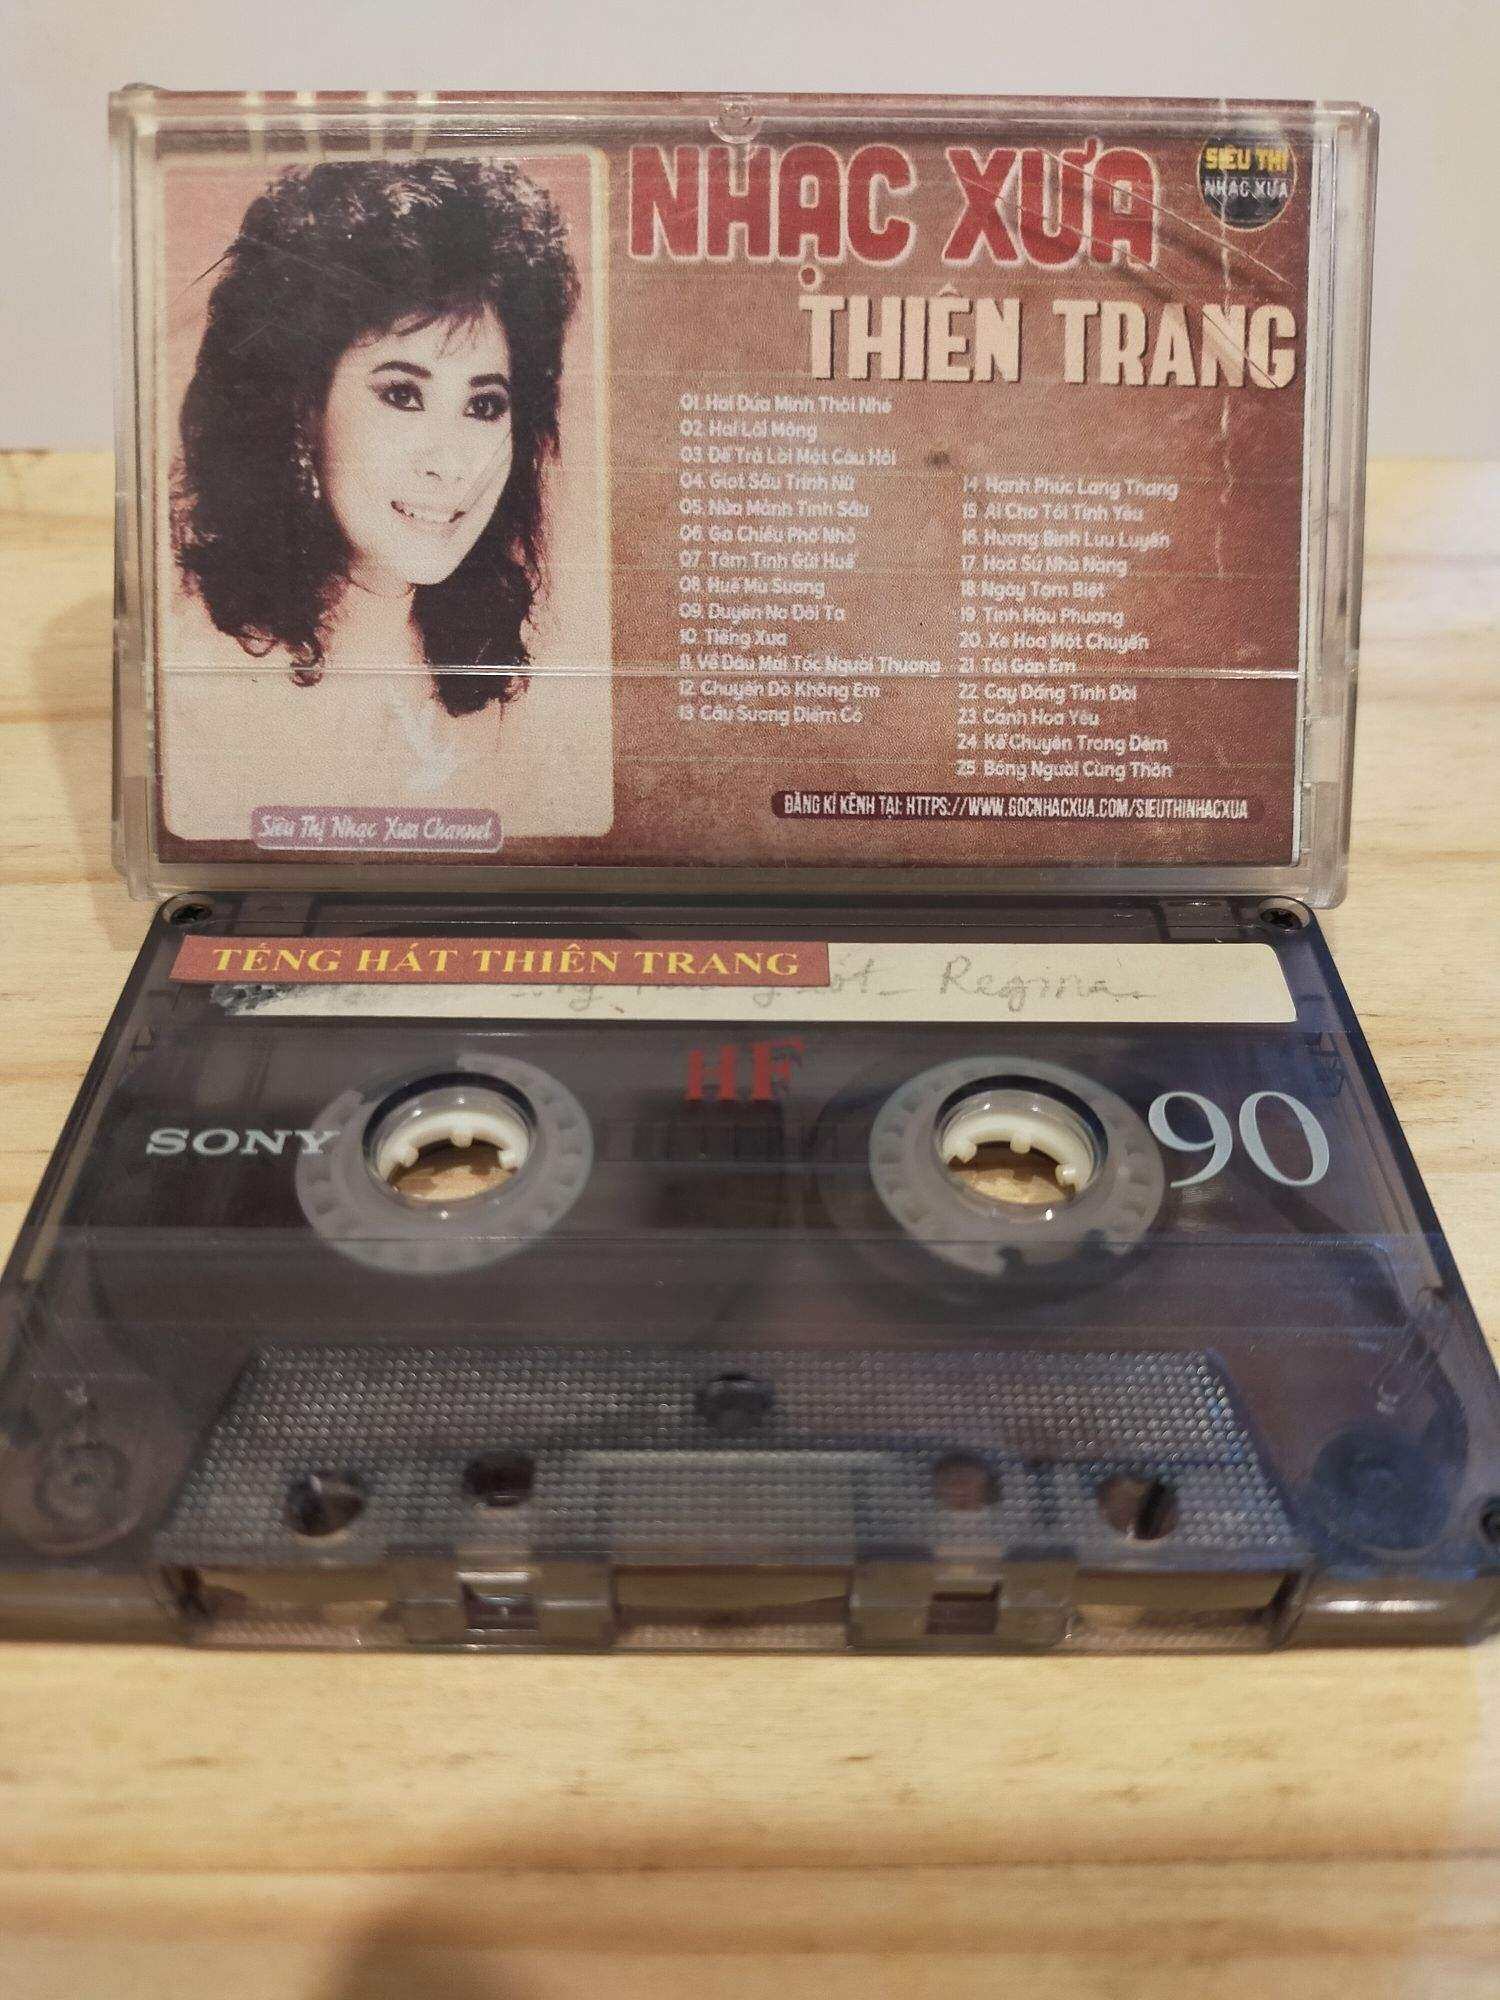 NHẠC XƯA
SIÊU THỊ
NHẠC XƯA
THIÊN TRANG
01. Hai Đứa Mình Thôi Nhé
02. Hai Lối Mộng
03. Để Trả Lời Một Câu Hỏi
04. Giọt Sầu Trinh Nữ
05. Nửa Mảnh Tình Sầu
06. Ga Chiều Phố Nhỏ
07. Tâm Tình Gửi Huế
08. Huế Mù Sương
09. Duyên Nợ Đôi Ta
10. Tiếng Xưa
11. Về Đâu Mái Tóc Người Thương
12. Chuyến Đò Không Em
13. Cầu Sương Điếm Cỏ
14. Hạnh Phúc Lang Thang
15. Ai Cho Tôi Tình Yêu
16. Hương Bình Lưu Luyến
17. Hoa Sứ Nhà Nàng
18. Ngày Tạm Biệt
19. Tình Hậu Phương
20. Xe Hoa Một Chuyến
21. Tôi Gặp Em
22. Cay Đắng Tình Đời
23. Cánh Hoa Yêu
24. Kể Chuyện Trong Đêm
25. Bóng Người Cùng Thôn
ĐĂNG KÍ KÊNH TẠI: HTTPS://WWW.GOCNHACXUA.COM/SIEUTHINHACXUA
Siêu Thị Nhạc Xưa Channel
TÉNG HÁT THIÊN TRANG
Regina
HF
SONY
90